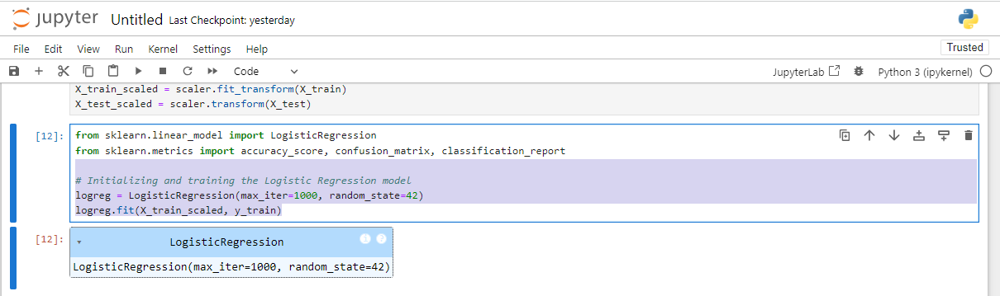 jupyter Untitled Last Checkpoint: yesterday
File Edit View Run Kernel Settings Help Trusted
Code JupyterLab Python 3 (ipykernel)
X_train_scaled = scaler.fit_transform(X_train)
X_test_scaled = scaler.transform(X_test)
[12]: from sklearn.linear_model import LogisticRegression
from sklearn.metrics import accuracy_score, confusion_matrix, classification_report
# Initializing and training the Logistic Regression model
logreg = LogisticRegression(max_iter=1000, random_state=42)
logreg.fit(X_train_scaled, y_train)
[12]: LogisticRegression i ?
LogisticRegression(max_iter=1000, random_state=42)